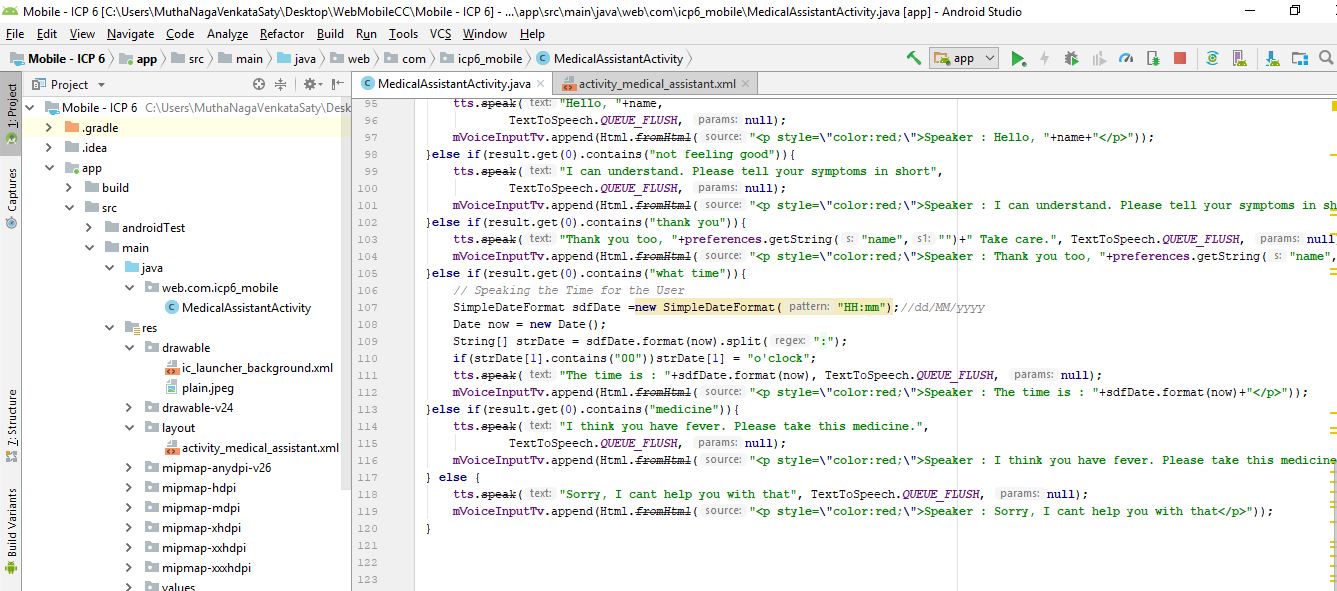 Mobile - ICP 6 [C:\Users\MuthaNagaVenkataSaty\Desktop\WebMobileCC\Mobile - ICP 6] - ...\app\src\main\java\web\com\icp6_mobile\MedicalAssistantActivity.java [app] - Android Studio
File Edit View Navigate Code Analyze Refactor Build Run Tools VCS Window Help
Mobile - ICP 6 app src main java web com icp6_mobile MedicalAssistantActivity app
Project MedicalAssistantActivity.java activity_medical_assistant.xml
1: Project
Captures
7: Structure
Build Variants
Mobile - ICP 6 C:\Users\MuthaNagaVenkataSaty\Desk
.gradle
.idea
app
build
src
androidTest
main
java
web.com.icp6_mobile
MedicalAssistantActivity
res
drawable
ic_launcher_background.xml
plain.jpeg
drawable-v24
layout
activity_medical_assistant.xml
mipmap-anydpi-v26
mipmap-hdpi
mipmap-mdpi
mipmap-xhdpi
mipmap-xxhdpi
mipmap-xxxhdpi
values
95 tts.speak( text: "Hello, "+name,
96 TextToSpeech.QUEUE_FLUSH, params: null);
97 mVoiceInputTv.append(Html.fromHtml( source: "<p style=\"color:red;\">Speaker : Hello, "+name+"</p>"));
98 }else if(result.get(0).contains("not feeling good")){
99 tts.speak( text: "I can understand. Please tell your symptoms in short",
100 TextToSpeech.QUEUE_FLUSH, params: null);
101 mVoiceInputTv.append(Html.fromHtml( source: "<p style=\"color:red;\">Speaker : I can understand. Please tell your symptoms in sh
102 }else if(result.get(0).contains("thank you")){
103 tts.speak( text: "Thank you too, "+preferences.getString( s: "name", s1: "")+" Take care.", TextToSpeech.QUEUE_FLUSH, params: null
104 mVoiceInputTv.append(Html.fromHtml( source: "<p style=\"color:red;\">Speaker : Thank you too, "+preferences.getString( s: "name",
105 }else if(result.get(0).contains("what time")){
106 // Speaking the Time for the User
107 SimpleDateFormat sdfDate =new SimpleDateFormat( pattern: "HH:mm");//dd/MM/yyyy
108 Date now = new Date();
109 String[] strDate = sdfDate.format(now).split( regex: ":");
110 if(strDate[1].contains("00"))strDate[1] = "o'clock";
111 tts.speak( text: "The time is : "+sdfDate.format(now), TextToSpeech.QUEUE_FLUSH, params: null);
112 mVoiceInputTv.append(Html.fromHtml( source: "<p style=\"color:red;\">Speaker : The time is : "+sdfDate.format(now)+"</p>"));
113 }else if(result.get(0).contains("medicine")){
114 tts.speak( text: "I think you have fever. Please take this medicine.",
115 TextToSpeech.QUEUE_FLUSH, params: null);
116 mVoiceInputTv.append(Html.fromHtml( source: "<p style=\"color:red;\">Speaker : I think you have fever. Please take this medicine
117 } else {
118 tts.speak( text: "Sorry, I cant help you with that", TextToSpeech.QUEUE_FLUSH, params: null);
119 mVoiceInputTv.append(Html.fromHtml( source: "<p style=\"color:red;\">Speaker : Sorry, I cant help you with that</p>"));
120 }
121
122
123